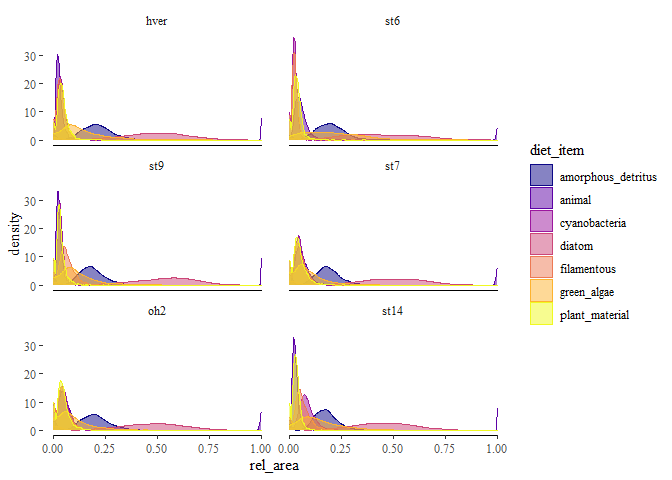 hver
st6
30
20
10
0
st9
st7
30
20
10
0
oh2
st14
30
20
10
0
0.00
0.25
0.50
0.75
1.00
0.00
0.25
0.50
0.75
1.00
density
rel_area
diet_item
amorphous_detritus
animal
cyanobacteria
diatom
filamentous
green_algae
plant_material